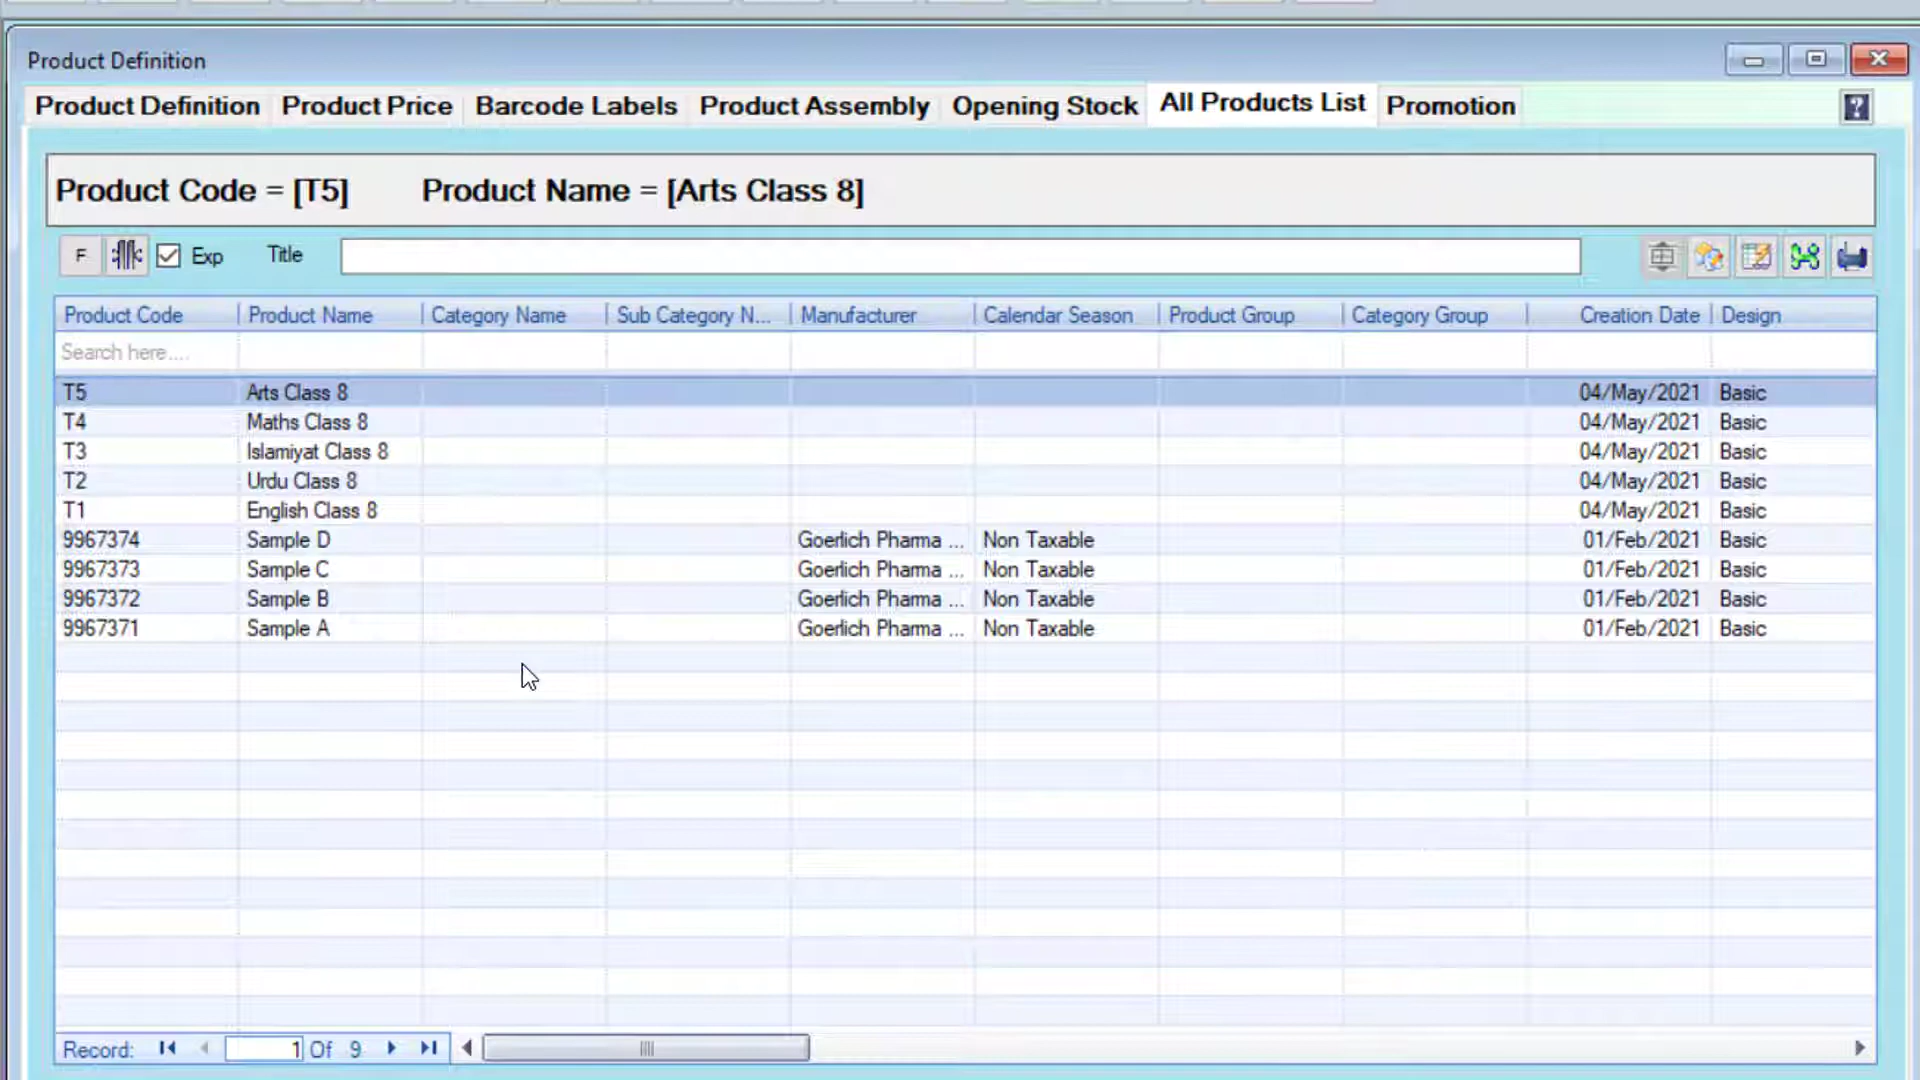 Product Definition
Product Definition Product Price Barcode Labels Product Assembly Opening Stock All Products List Promotion ?
Product Code = [T5] Product Name = [Arts Class 8]
F Exp Title
Product Code Product Name Category Name Sub Category N... Manufacturer Calendar Season Product Group Category Group Creation Date Design
Search here....
T5 Arts Class 8 04/May/2021 Basic
T4 Maths Class 8 04/May/2021 Basic
T3 Islamiyat Class 8 04/May/2021 Basic
T2 Urdu Class 8 04/May/2021 Basic
T1 English Class 8 04/May/2021 Basic
9967374 Sample D Goerlich Pharma ... Non Taxable 01/Feb/2021 Basic
9967373 Sample C Goerlich Pharma ... Non Taxable 01/Feb/2021 Basic
9967372 Sample B Goerlich Pharma ... Non Taxable 01/Feb/2021 Basic
9967371 Sample A Goerlich Pharma ... Non Taxable 01/Feb/2021 Basic
Record: 1 Of 9